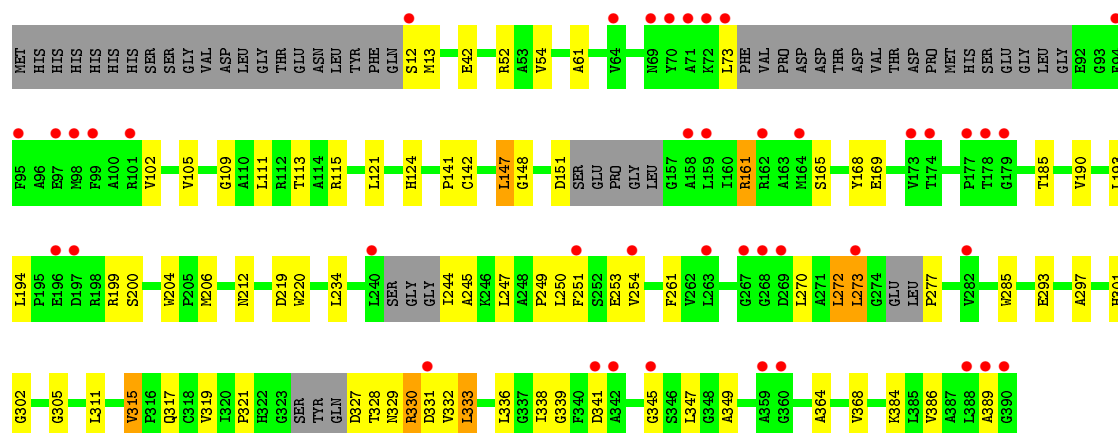 MET HIS HIS HIS HIS HIS HIS SER SER GLY VAL ASP LEU GLY THR GLU ASN LEU TYR PHE GLN S12 M13 E42 R52 A53 V54 A61 V64 N69 Y70 A71 K72 L73 PHE VAL PRO ASP ASP THR ASP VAL THR ASP PRO MET HIS SER GLU GLY LEU GLY E92 G93 E94
F95 A96 E97 M98 F99 A100 R101 V102 V105 G109 A110 L111 R112 T113 A114 R115 L121 H124 P141 C142 L147 G148 D151 SER GLU PRO GLY LEU G157 A158 L159 I160 R161 R162 A163 M164 S165 Y168 E169 V173 T174 P177 T178 G179 T185 V190 L193
L194 P195 E196 D197 R198 R199 S200 W204 P205 M206 N212 D219 W220 L234 L240 SER GLY GLY I244 A245 K246 L247 A248 P249 L250 F251 S252 E253 V254 F261 V262 L263 G267 G268 D269 L270 A271 L272 L273 G274 GLU LEU P277 V282 W285 E293 A297 H301
G302 G305 L311 V315 P316 Q317 C318 V319 I320 P321 H322 G323 SER TYR GLN D327 T328 N329 R330 D331 V332 L333 L336 G337 I338 G339 F340 D341 A342 G345 S346 L347 G348 A349 A359 G360 A364 V368 K384 L385 V386 A387 L388 A389 G390